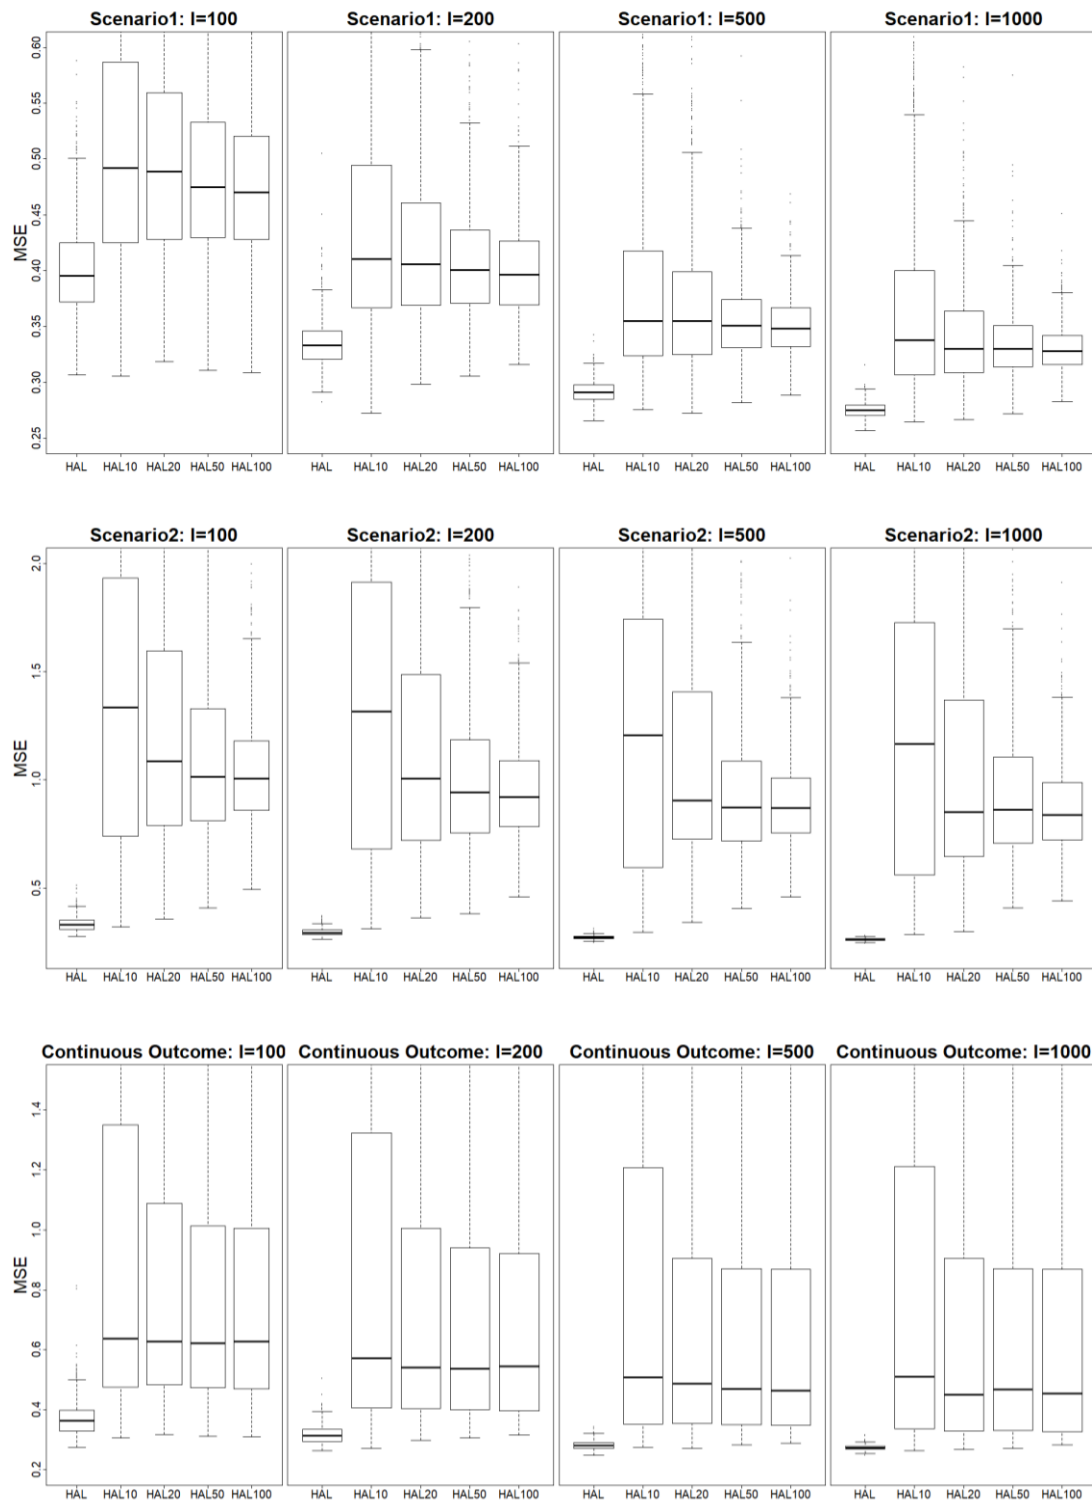 Scenario1: I=100 Scenario1: I=200 Scenario1: I=500 Scenario1: I=1000
MSE
0.60
0.55
0.50
0.45
0.40
0.35
0.30
0.25
HAL HAL10 HAL20 HAL50 HAL100 HAL HAL10 HAL20 HAL50 HAL100 HAL HAL10 HAL20 HAL50 HAL100 HAL HAL10 HAL20 HAL50 HAL100
Scenario2: I=100 Scenario2: I=200 Scenario2: I=500 Scenario2: I=1000
MSE
2.0
1.5
1.0
0.5
HAL HAL10 HAL20 HAL50 HAL100 HAL HAL10 HAL20 HAL50 HAL100 HAL HAL10 HAL20 HAL50 HAL100 HAL HAL10 HAL20 HAL50 HAL100
Continuous Outcome: I=100 Continuous Outcome: I=200 Continuous Outcome: I=500 Continuous Outcome: I=1000
MSE
1.4
1.2
1.0
0.8
0.6
0.4
0.2
HAL HAL10 HAL20 HAL50 HAL100 HAL HAL10 HAL20 HAL50 HAL100 HAL HAL10 HAL20 HAL50 HAL100 HAL HAL10 HAL20 HAL50 HAL100